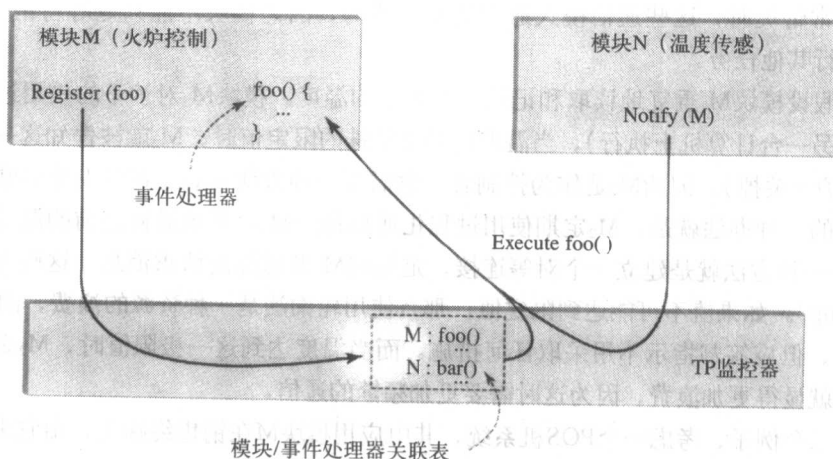 模块M（火炉控制）
模块N（温度传感）
Register (foo)
foo() {
...
}
Notify (M)
事件处理器
Execute foo( )
M : foo()
N : bar()
...
TP监控器
模块/事件处理器关联表